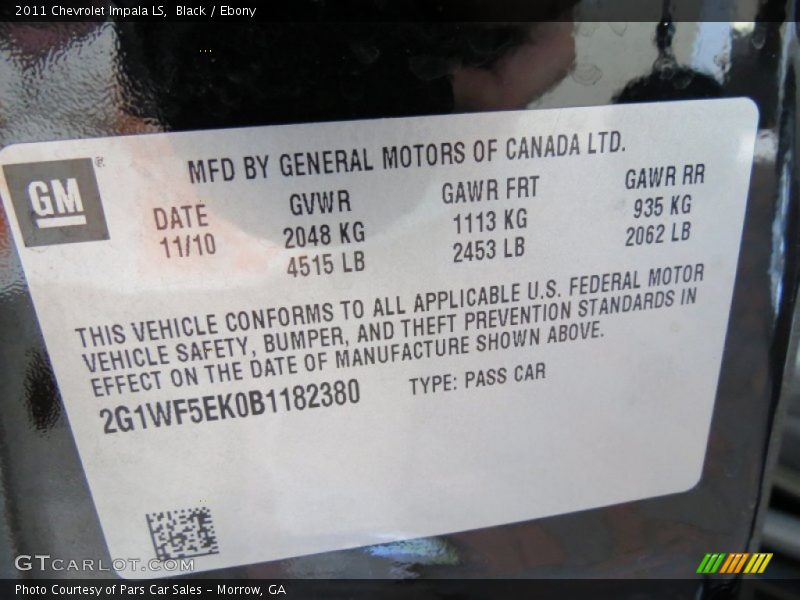 2011 Chevrolet Impala LS, Black / Ebony
GM ®
MFD BY GENERAL MOTORS OF CANADA LTD.
DATE GVWR GAWR FRT GAWR RR
11/10 2048 KG 1113 KG 935 KG
4515 LB 2453 LB 2062 LB
THIS VEHICLE CONFORMS TO ALL APPLICABLE U.S. FEDERAL MOTOR
VEHICLE SAFETY, BUMPER, AND THEFT PREVENTION STANDARDS IN
EFFECT ON THE DATE OF MANUFACTURE SHOWN ABOVE.
2G1WF5EK0B1182380 TYPE: PASS CAR
GTCARLOT.COM
Photo Courtesy of Pars Car Sales - Morrow, GA